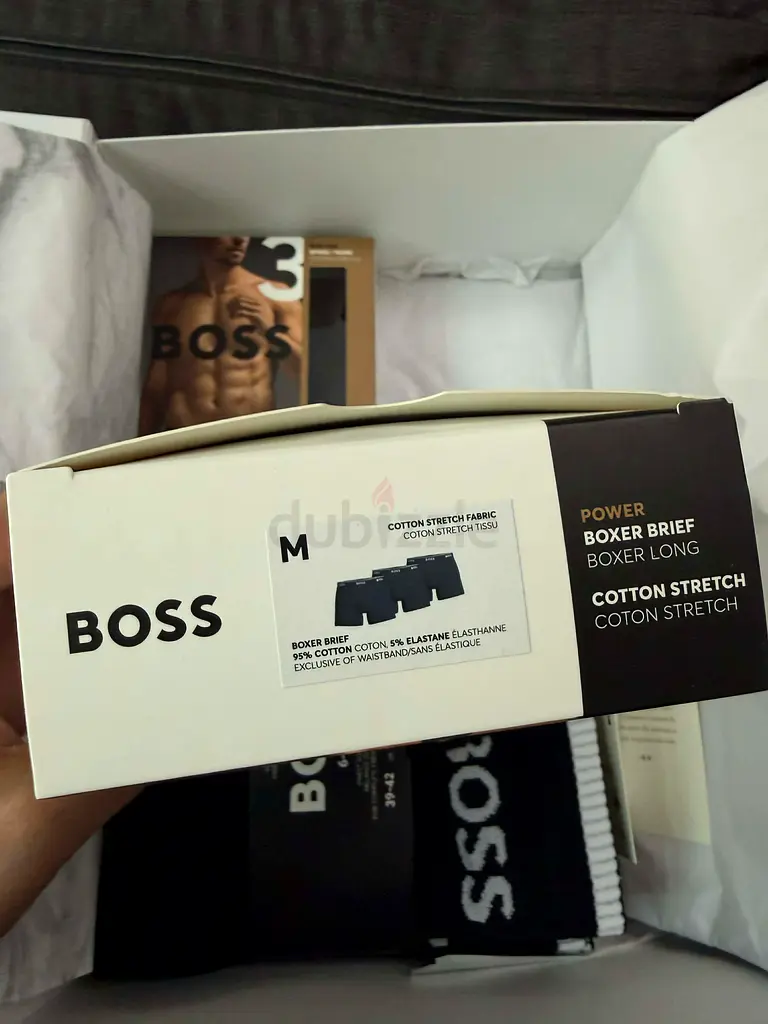 3
BOSS
dubizzle
M
COTTON STRETCH FABRIC
COTON STRETCH TISSU
BOSS
BOXER BRIEF
95% COTTON COTON, 5% ELASTANE ÉLASTHANNE
EXCLUSIVE OF WAISTBAND/SANS ÉLASTIQUE
POWER
BOXER BRIEF
BOXER LONG
COTTON STRETCH
COTON STRETCH
39-42
BOSS